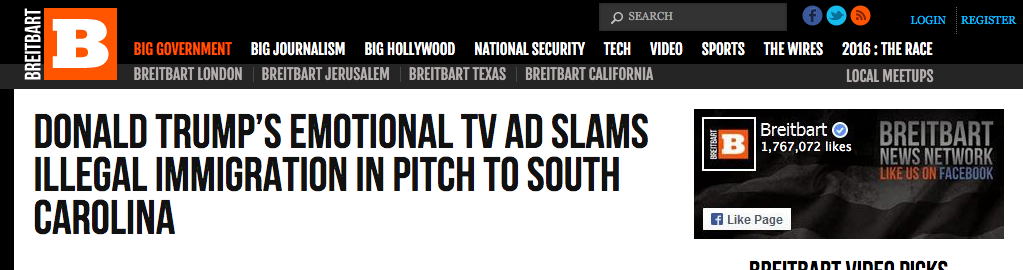 BREITBART
B
SEARCH
LOGIN
REGISTER
BIG GOVERNMENT BIG JOURNALISM BIG HOLLYWOOD NATIONAL SECURITY TECH VIDEO SPORTS THE WIRES 2016 : THE RACE
BREITBART LONDON BREITBART JERUSALEM BREITBART TEXAS BREITBART CALIFORNIA LOCAL MEETUPS
DONALD TRUMP'S EMOTIONAL TV AD SLAMS
ILLEGAL IMMIGRATION IN PITCH TO SOUTH
CAROLINA
BREITBART
B
Breitbart
1,767,072 likes
BREITBART
NEWS NETWORK
LIKE US ON FACEBOOK
Like Page
BREITBART VIDEO PICKS